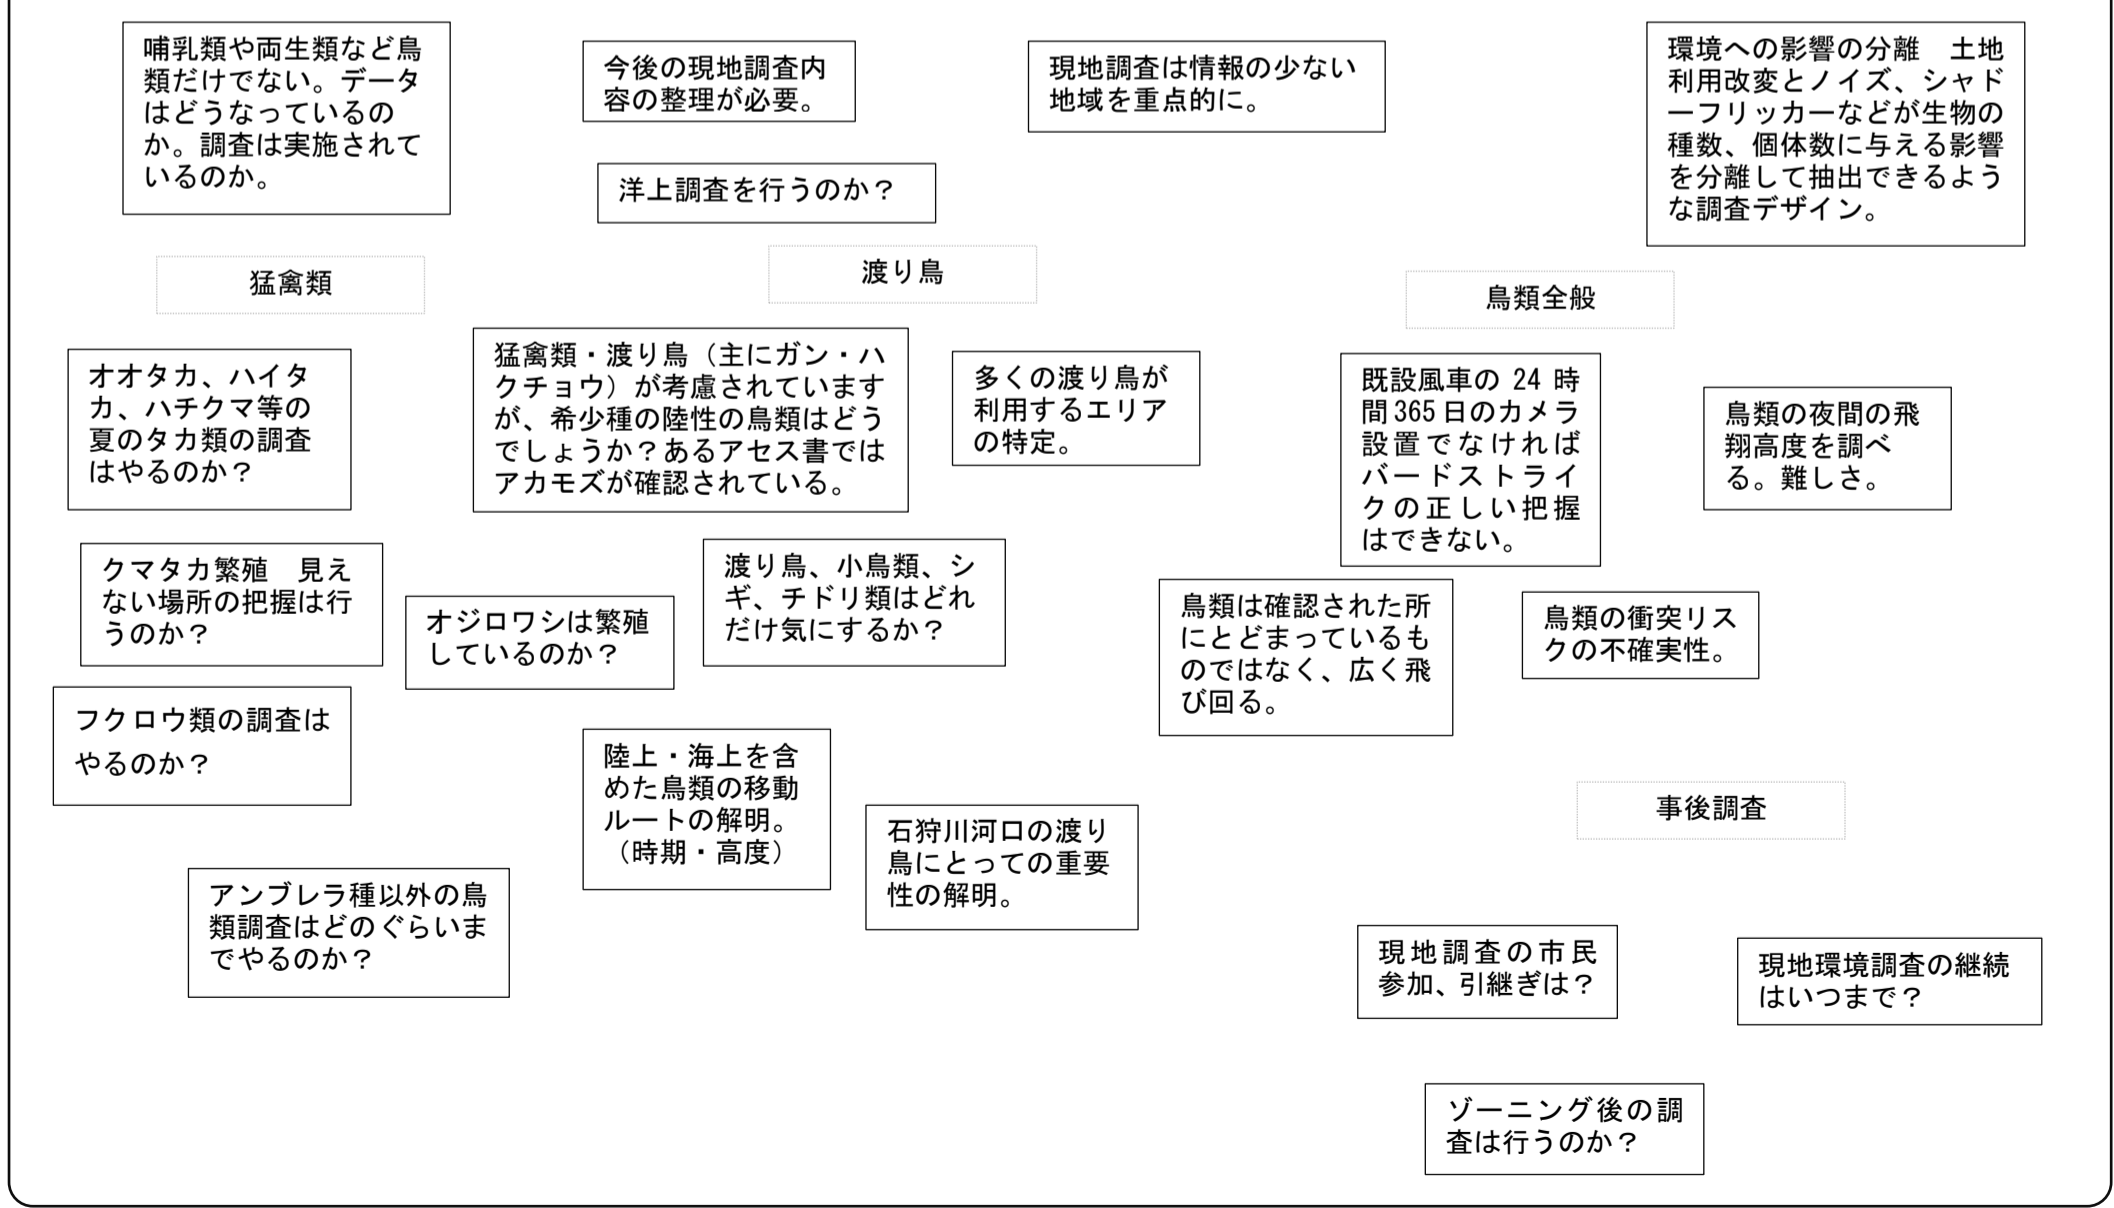 哺乳類や両生類など鳥
類だけでない。データ
はどうなっているの
か。調査は実施されて
いるのか。
今後の現地調査内
容の整理が必要。
現地調査は情報の少ない
地域を重点的に。
環境への影響の分離　土地
利用改変とノイズ、シャド
ーフリッカーなどが生物の
種数、個体数に与える影響
を分離して抽出できるよう
な調査デザイン。
洋上調査を行うのか？
猛禽類
渡り鳥
鳥類全般
オオタカ、ハイタ
カ、ハチクマ等の
夏のタカ類の調査
はやるのか？
猛禽類・渡り鳥（主にガン・ハ
クチョウ）が考慮されています
が、希少種の陸性の鳥類はどう
でしょうか？あるアセス書では
アカモズが確認されている。
多くの渡り鳥が
利用するエリア
の特定。
既設風車の 24 時
間 365 日のカメラ
設置でなければ
バードストライ
クの正しい把握
はできない。
鳥類の夜間の飛
翔高度を調べ
る。難しさ。
クマタカ繁殖　見え
ない場所の把握は行
うのか？
オジロワシは繁殖
しているのか？
渡り鳥、小鳥類、シ
ギ、チドリ類はどれ
だけ気にするか？
鳥類は確認された所
にとどまっているも
のではなく、広く飛
び回る。
鳥類の衝突リス
クの不確実性。
フクロウ類の調査は
やるのか？
陸上・海上を含
めた鳥類の移動
ルートの解明。
（時期・高度）
石狩川河口の渡り
鳥にとっての重要
性の解明。
事後調査
アンブレラ種以外の鳥
類調査はどのぐらいま
でやるのか？
現地調査の市民
参加、引継ぎは？
現地環境調査の継続
はいつまで？
ゾーニング後の調
査は行うのか？